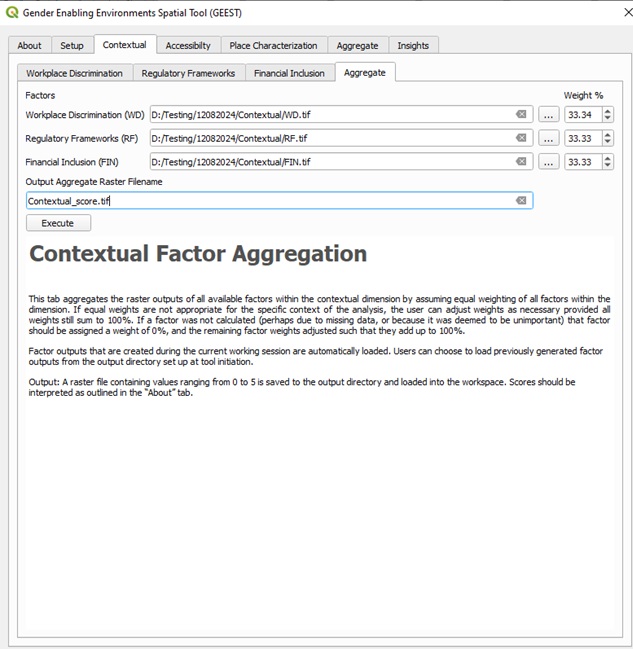 Gender Enabling Environments Spatial Tool (GEEST)
About Setup Contextual Accessibility Place Characterization Aggregate Insights
Workplace Discrimination Regulatory Frameworks Financial Inclusion Aggregate
Factors Weight %
Workplace Discrimination (WD) D:/Testing/12082024/Contextual/WD.tif ... 33.34
Regulatory Frameworks (RF) D:/Testing/12082024/Contextual/RF.tif ... 33.33
Financial Inclusion (FIN) D:/Testing/12082024/Contextual/FIN.tif ... 33.33
Output Aggregate Raster Filename
Contextual_score.tif
Execute
Contextual Factor Aggregation
This tab aggregates the raster outputs of all available factors within the contextual dimension by assuming equal weighting of all factors within the
dimension. If equal weights are not appropriate for the specific context of the analysis, the user can adjust weights as necessary provided all
weights still sum to 100%. If a factor was not calculated (perhaps due to missing data, or because it was deemed to be unimportant) that factor
should be assigned a weight of 0%, and the remaining factor weights adjusted such that they add up to 100%.
Factor outputs that are created during the current working session are automatically loaded. Users can choose to load previously generated factor
outputs from the output directory set up at tool initiation.
Output: A raster file containing values ranging from 0 to 5 is saved to the output directory and loaded into the workspace. Scores should be
interpreted as outlined in the “About” tab.